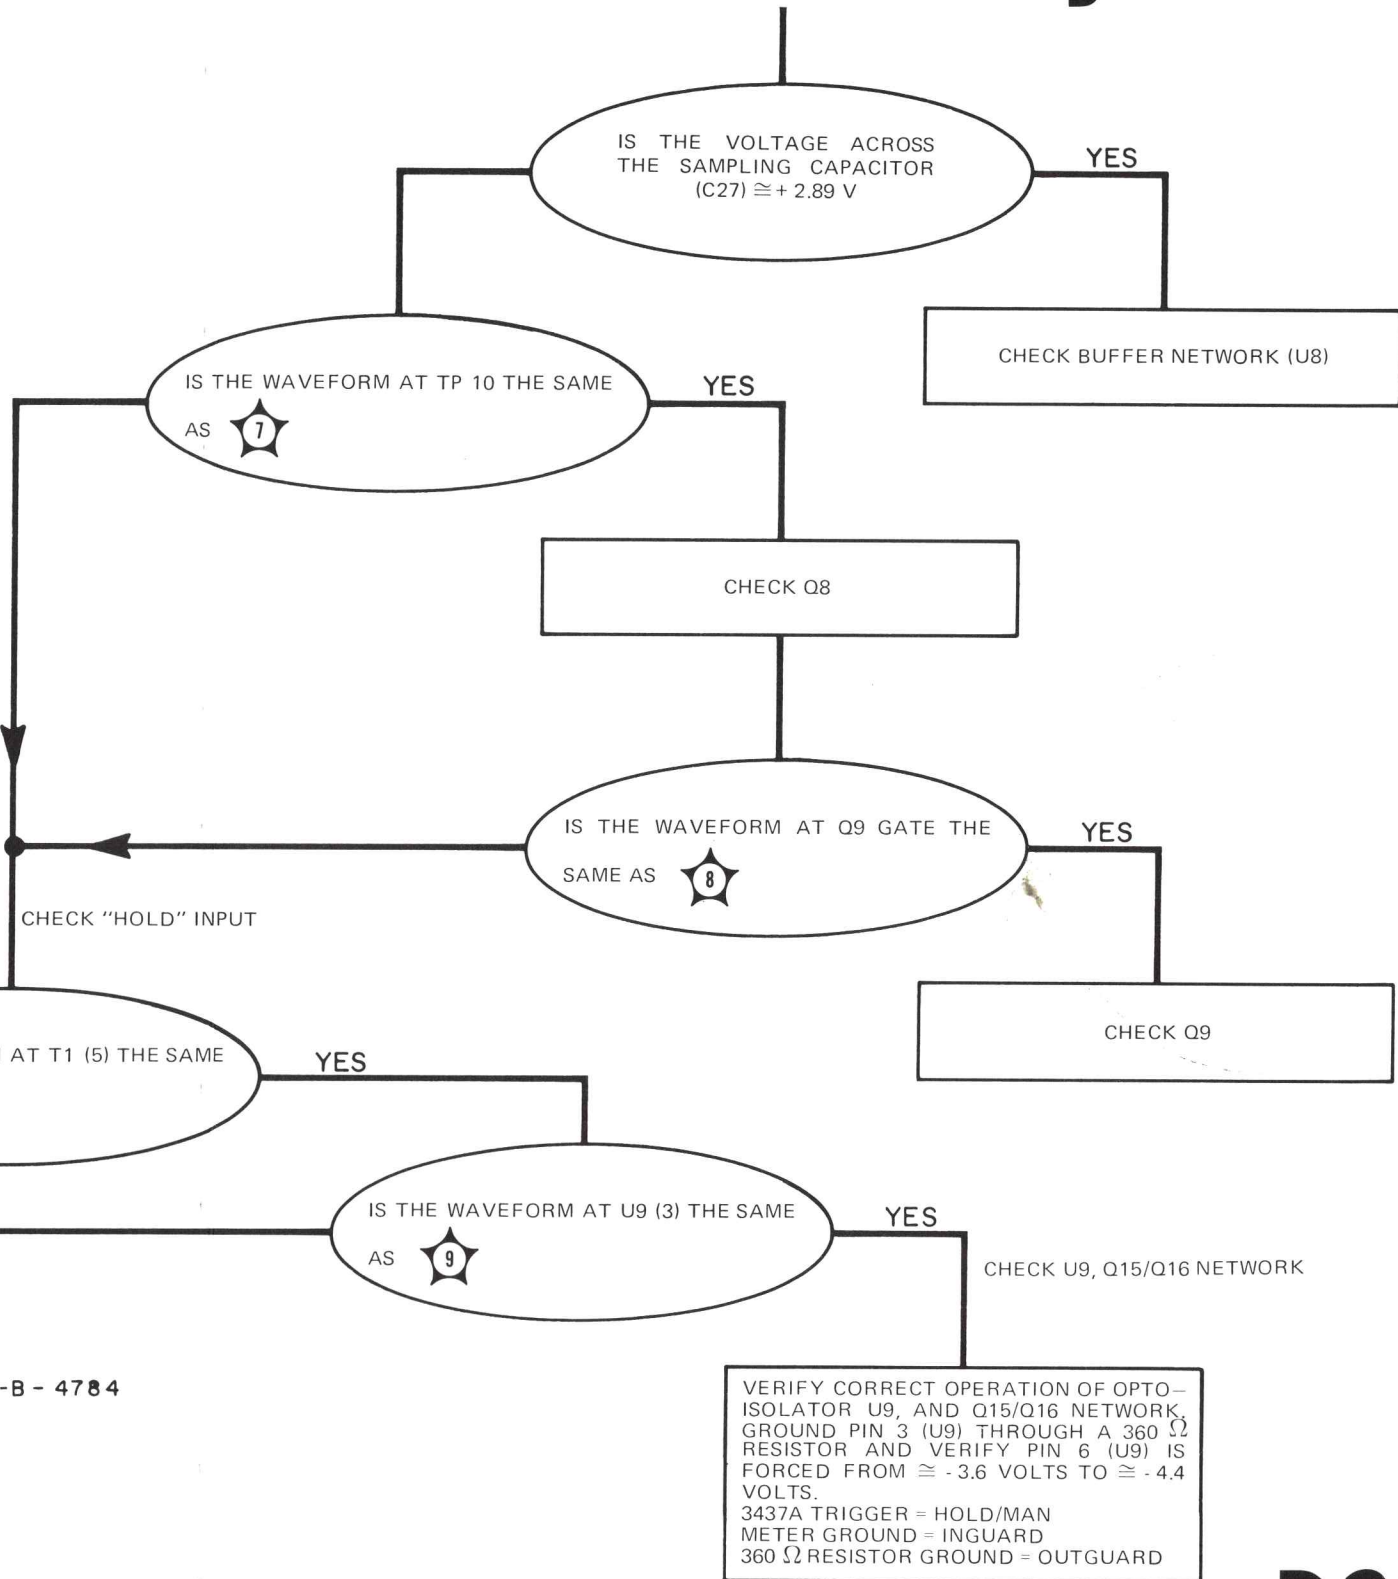 IS THE VOLTAGE ACROSS
THE SAMPLING CAPACITOR
(C27) ≅ + 2.89 V
YES
CHECK BUFFER NETWORK (U8)
IS THE WAVEFORM AT TP 10 THE SAME
AS 7
YES
CHECK Q8
IS THE WAVEFORM AT Q9 GATE THE
SAME AS 8
YES
CHECK "HOLD" INPUT
CHECK Q9
AT T1 (5) THE SAME
YES
IS THE WAVEFORM AT U9 (3) THE SAME
AS 9
YES
CHECK U9, Q15/Q16 NETWORK
-B - 4784
VERIFY CORRECT OPERATION OF OPTO-
ISOLATOR U9, AND Q15/Q16 NETWORK.
GROUND PIN 3 (U9) THROUGH A 360 Ω
RESISTOR AND VERIFY PIN 6 (U9) IS
FORCED FROM ≅ - 3.6 VOLTS TO ≅ - 4.4
VOLTS.
3437A TRIGGER = HOLD/MAN
METER GROUND = INGUARD
360 Ω RESISTOR GROUND = OUTGUARD